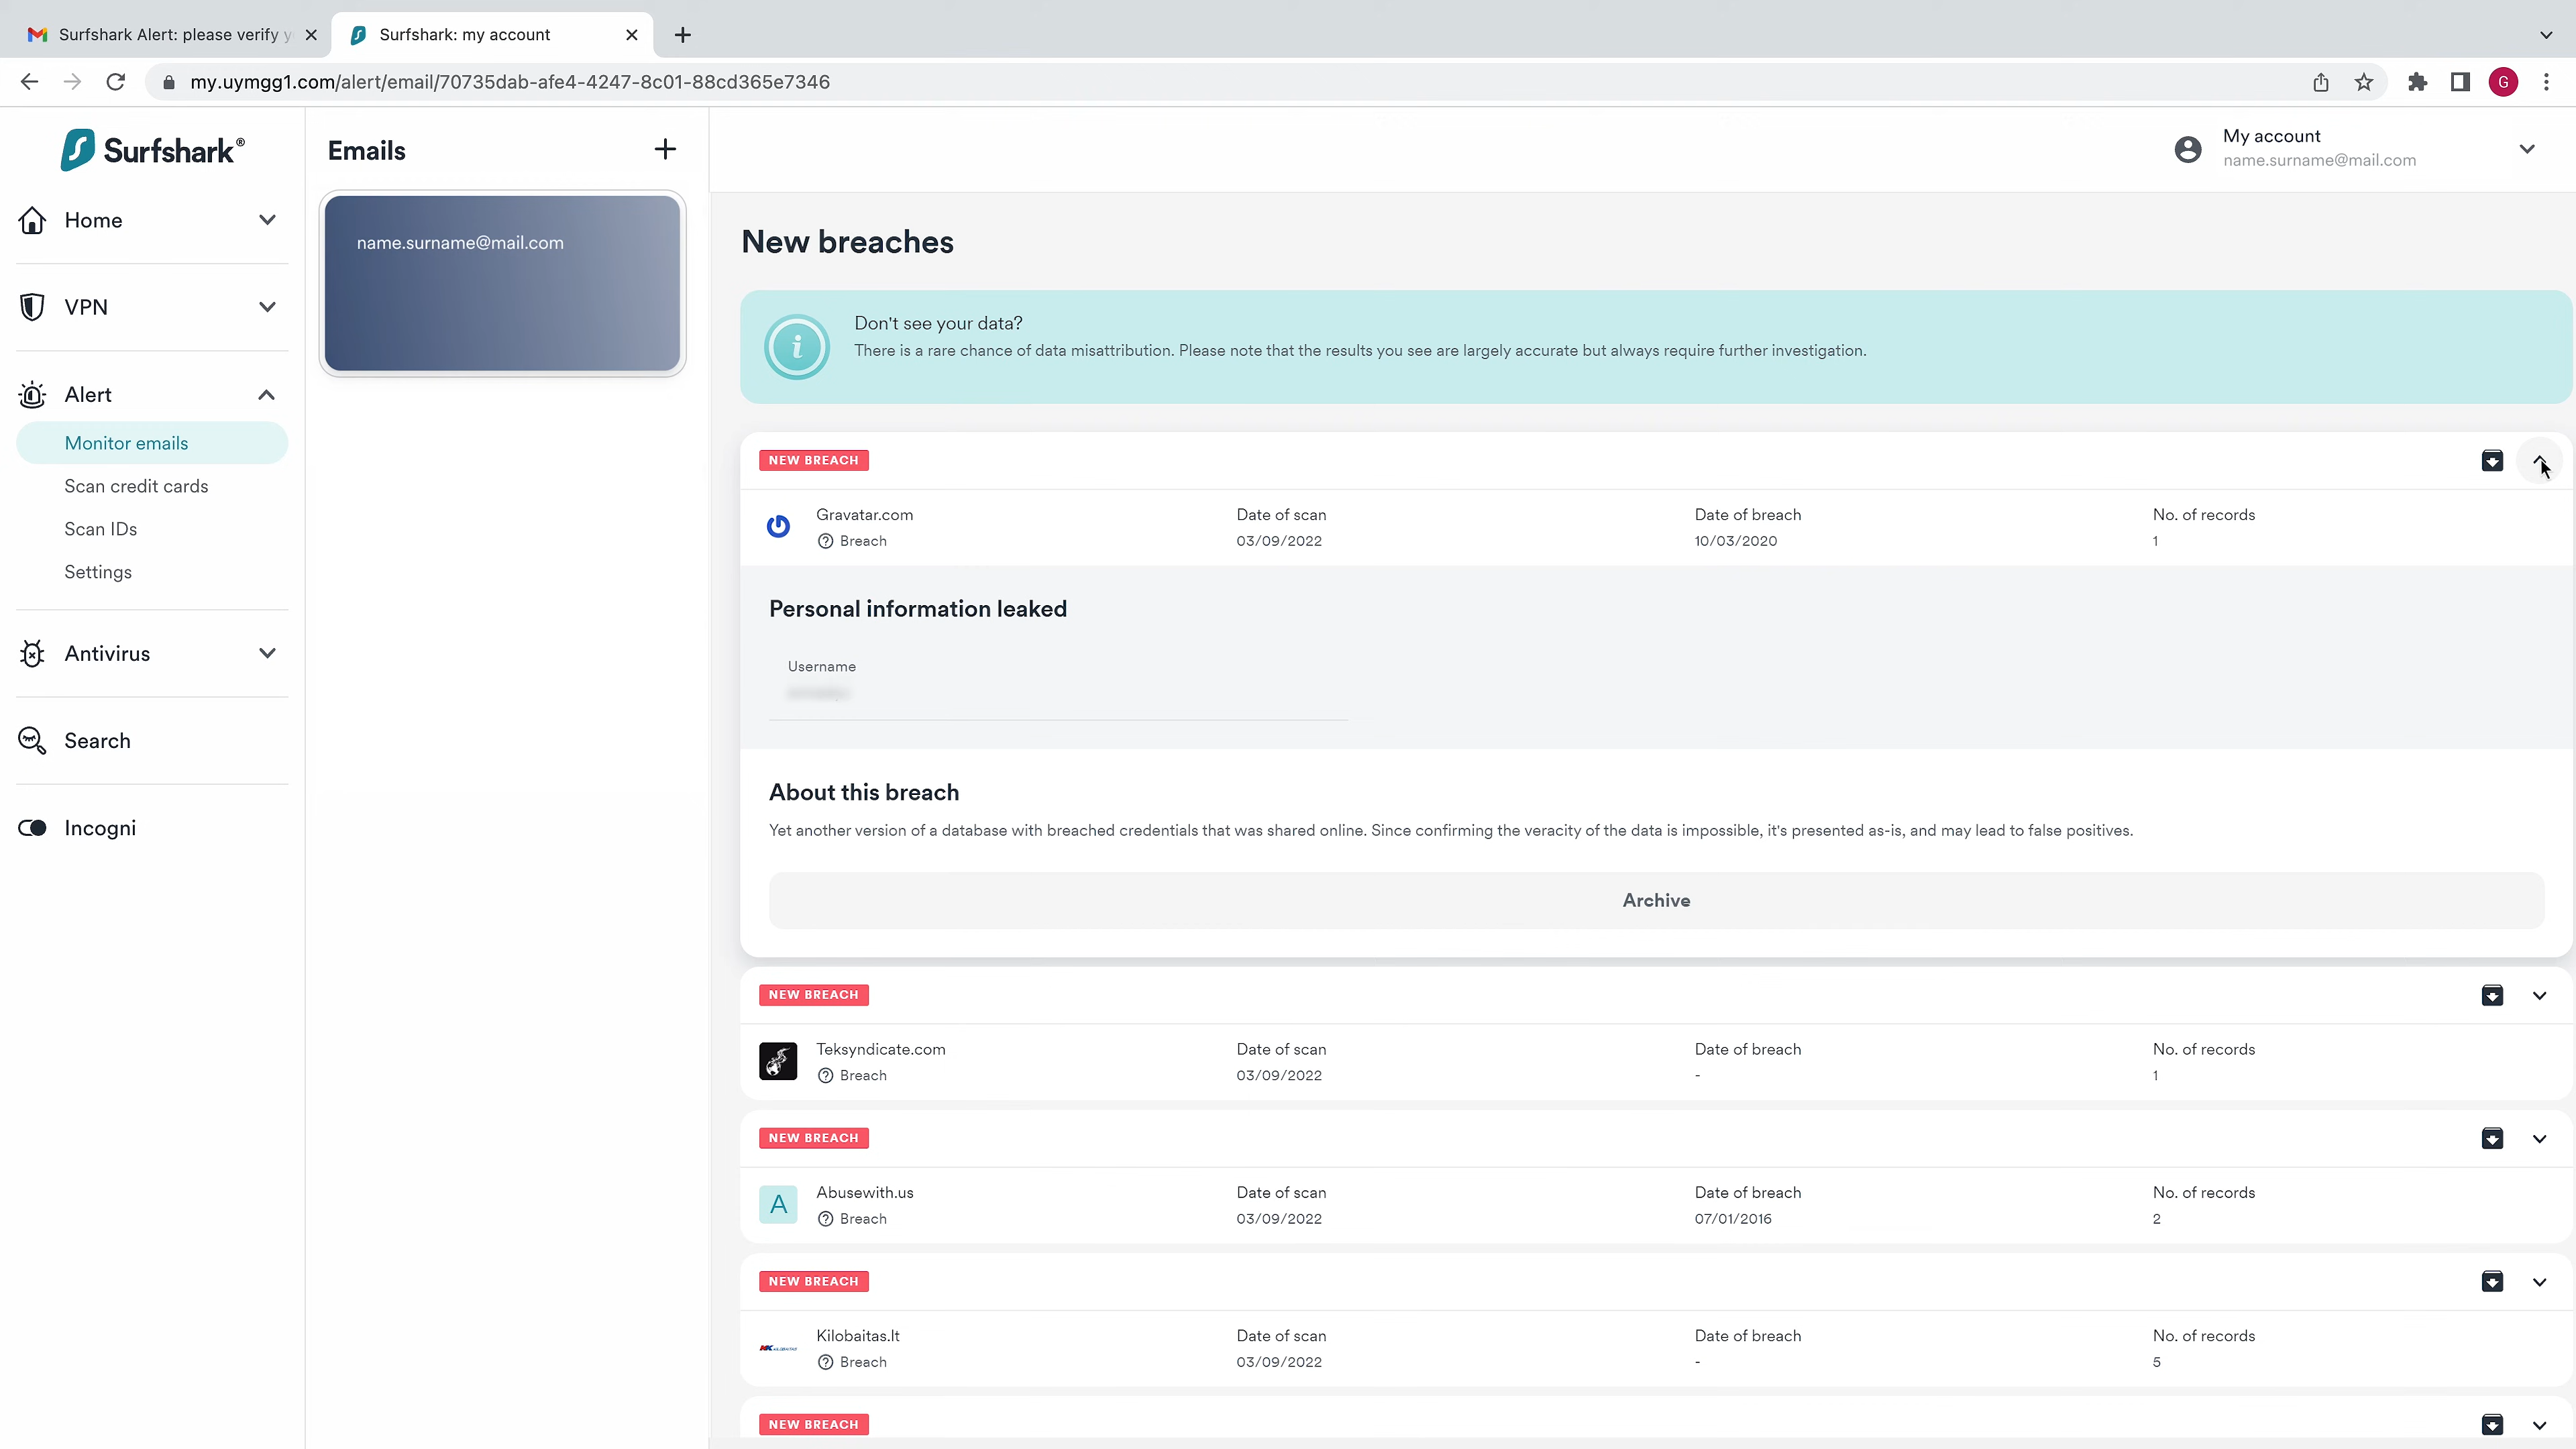 Surfshark Alert: please verify y
Surfshark: my account
my.uymgg1.com/alert/email/70735dab-afe4-4247-8c01-88cd365e7346
G
Surfshark®
Home
VPN
Alert
Monitor emails
Scan credit cards
Scan IDs
Settings
Antivirus
Search
Incogni
Emails
name.surname@mail.com
My account
name.surname@mail.com
New breaches
Don't see your data?
There is a rare chance of data misattribution. Please note that the results you see are largely accurate but always require further investigation.
NEW BREACH
Gravatar.com Date of scan Date of breach No. of records
Breach 03/09/2022 10/03/2020 1
Personal information leaked
Username
About this breach
Yet another version of a database with breached credentials that was shared online. Since confirming the veracity of the data is impossible, it's presented as-is, and may lead to false positives.
Archive
NEW BREACH
Teksyndicate.com Date of scan Date of breach No. of records
Breach 03/09/2022 - 1
NEW BREACH
A
Abusewith.us Date of scan Date of breach No. of records
Breach 03/09/2022 07/01/2016 2
NEW BREACH
Kilobaitas.lt Date of scan Date of breach No. of records
Breach 03/09/2022 - 5
NEW BREACH